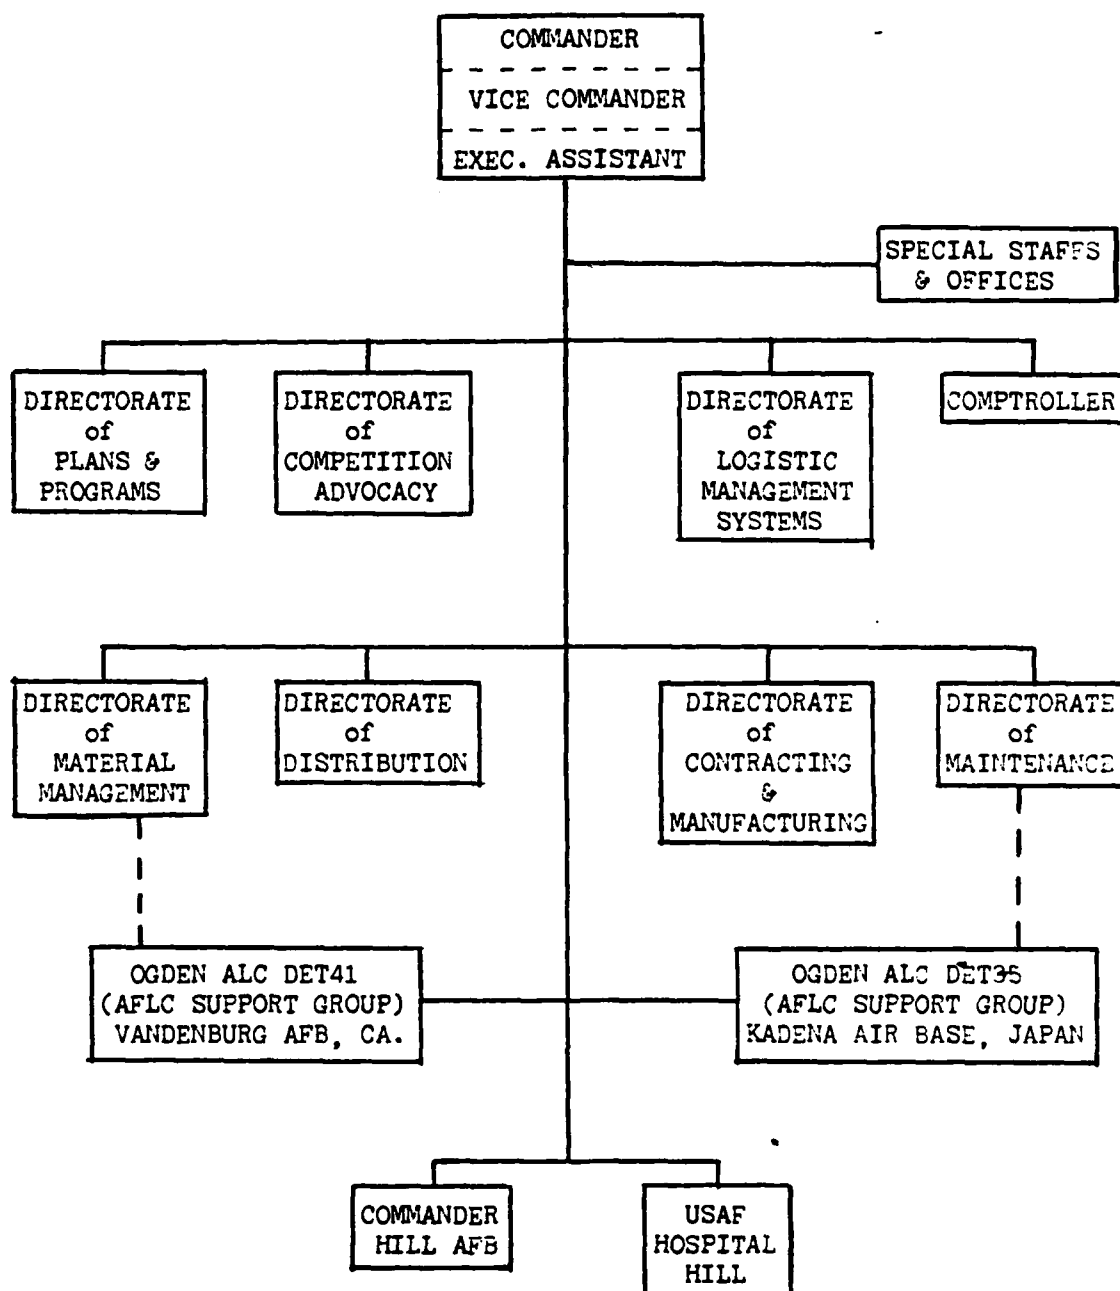 COMMANDER
VICE COMMANDER
EXEC. ASSISTANT
SPECIAL STAFFS
& OFFICES
DIRECTORATE
of
PLANS &
PROGRAMS
DIRECTORATE
of
COMPETITION
ADVOCACY
DIRECTORATE
of
LOGISTIC
MANAGEMENT
SYSTEMS
COMPTROLLER
DIRECTORATE
of
MATERIAL
MANAGEMENT
DIRECTORATE
of
DISTRIBUTION
DIRECTORATE
of
CONTRACTING
&
MANUFACTURING
DIRECTORATE
of
MAINTENANCE
OGDEN ALC DET41
(AFLC SUPPORT GROUP)
VANDENBURG AFB, CA.
OGDEN ALC DET35
(AFLC SUPPORT GROUP)
KADENA AIR BASE, JAPAN
COMMANDER
HILL AFB
USAF
HOSPITAL
HILL